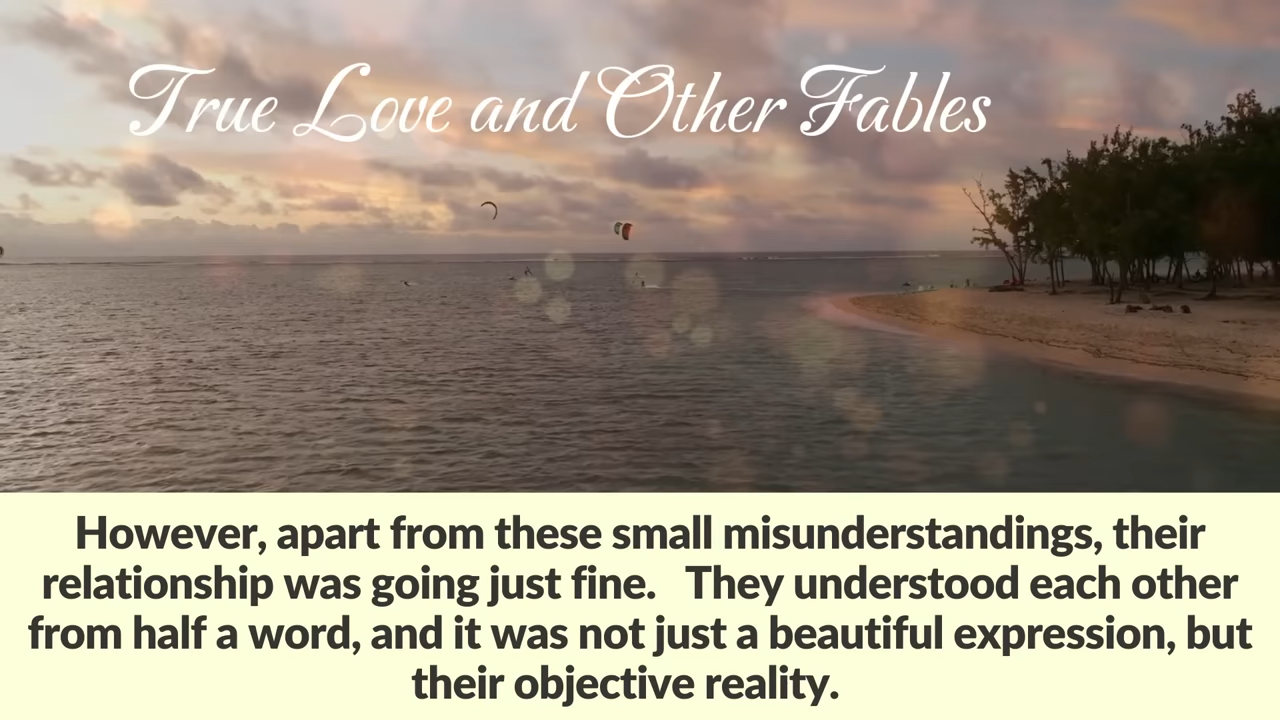 True Love and Other Fables
However, apart from these small misunderstandings, their
relationship was going just fine.   They understood each other
from half a word, and it was not just a beautiful expression, but
their objective reality.